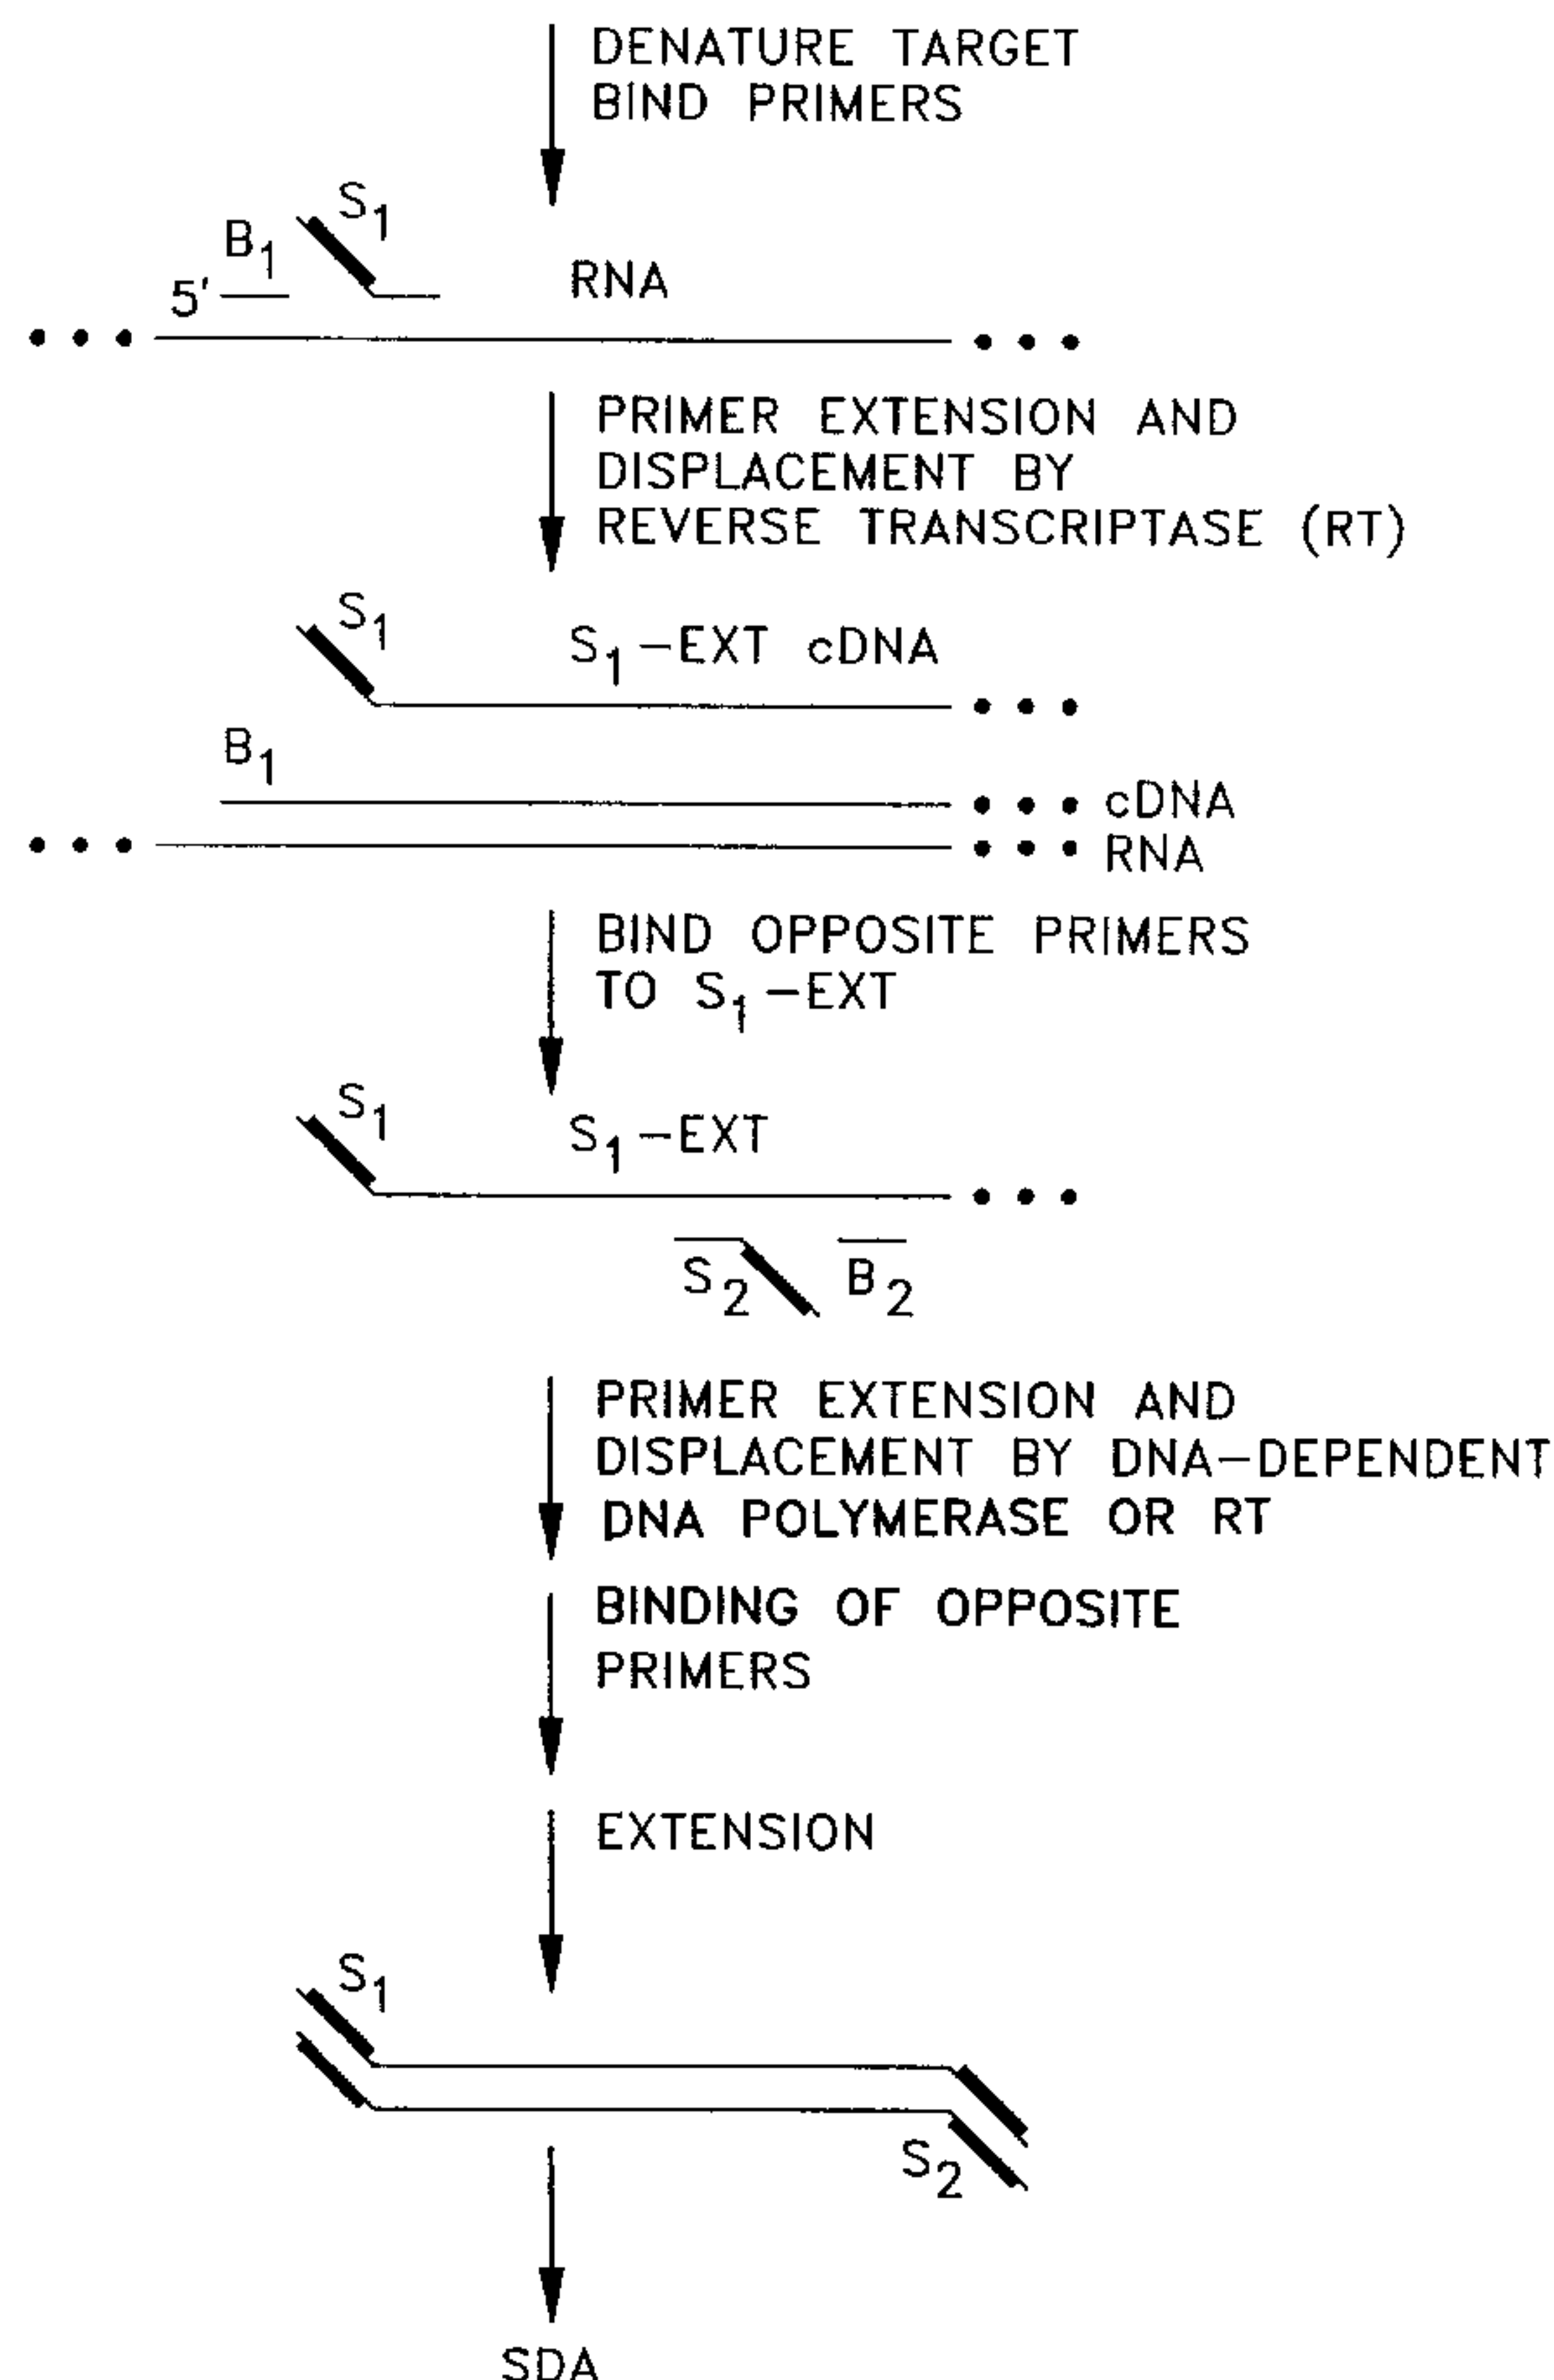 DENATURE TARGET
BIND PRIMERS
S1
B1
5'
RNA
PRIMER EXTENSION AND
DISPLACEMENT BY
REVERSE TRANSCRIPTASE (RT)
S1
S1-EXT cDNA
B1
cDNA
RNA
BIND OPPOSITE PRIMERS
TO S1-EXT
S1
S1-EXT
S2
B2
PRIMER EXTENSION AND
DISPLACEMENT BY DNA-DEPENDENT
DNA POLYMERASE OR RT
BINDING OF OPPOSITE
PRIMERS
EXTENSION
S1
S2
SDA